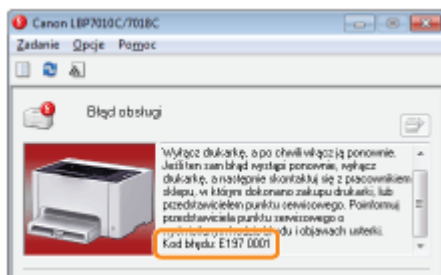 Canon LBP7010C/7018C
Zadanie Opcje Pomoc
Błąd obsługi
Wyłącz drukarkę, a po chwili włącz ją ponownie.
Jeśli ten sam błąd wystąpi ponownie, wyłącz
drukarkę, a następnie skontaktuj się z pracownikiem
sklepu, w którym dokonano zakupu drukarki, lub
przedstawicielem punktu serwisowego. Poinformuj
przedstawiciela punktu serwisowego o
du i objawach usterki.
Kod błędu: E197 0001